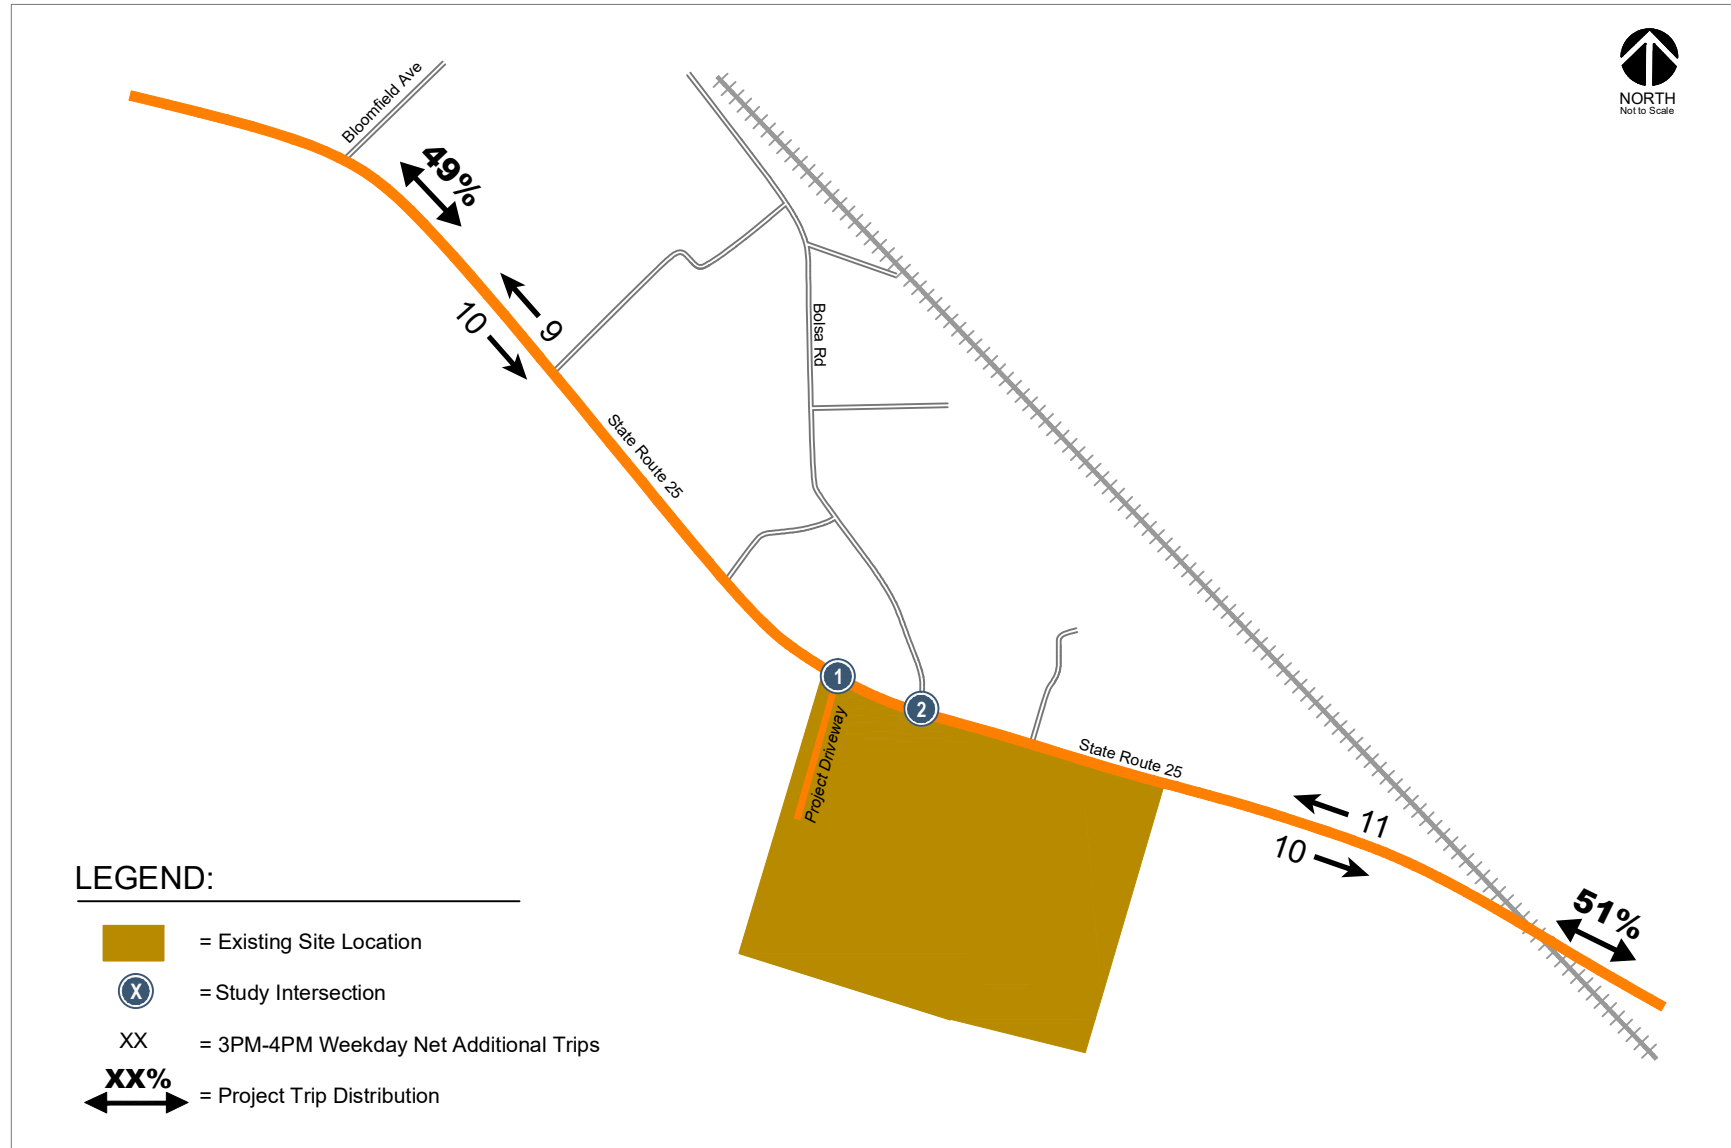 NORTH
Not to Scale
Bloomfield Ave
49%
9
10
Bolsa Rd
State Route 25
1
2
Project Driveway
State Route 25
11
10
51%
LEGEND:
= Existing Site Location
X
= Study Intersection
XX
= 3PM-4PM Weekday Net Additional Trips
XX%
= Project Trip Distribution